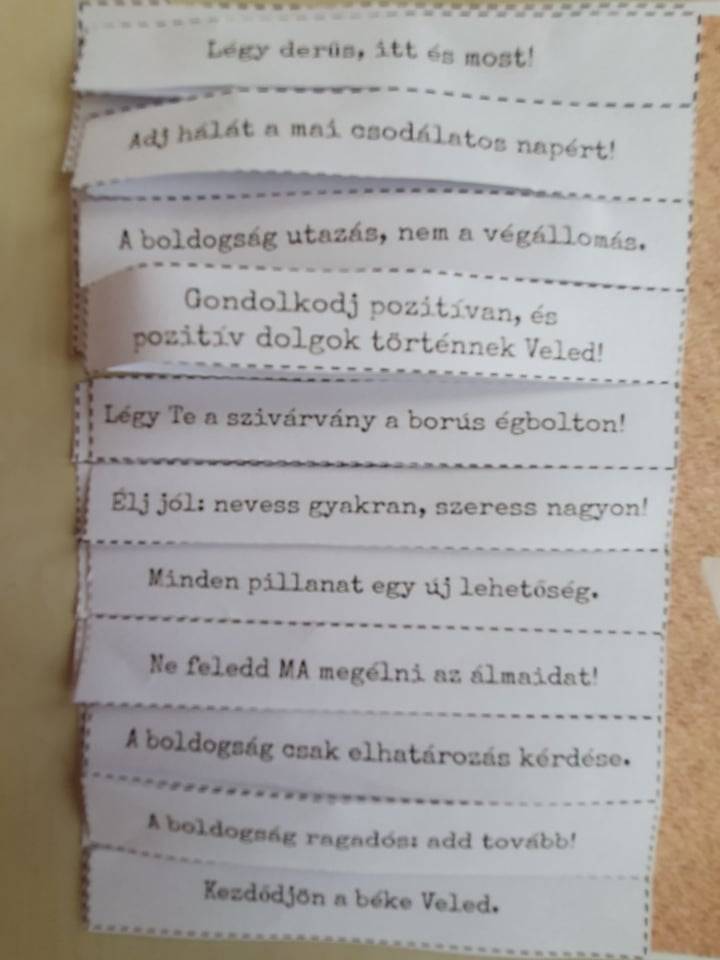 Légy derűs, itt és most!
Adj hálát a mai csodálatos napért!
A boldogság utazás, nem a végállomás.
Gondolkodj pozitívan, és
pozitív dolgok történnek Veled!
Légy Te a szivárvány a borús égbolton!
Élj jól: nevess gyakran, szeress nagyon!
Minden pillanat egy új lehetőség.
Ne feledd MA megélni az álmaidat!
A boldogság csak elhatározás kérdése.
A boldogság ragadós: add tovább!
Kezdődjön a béke Veled.